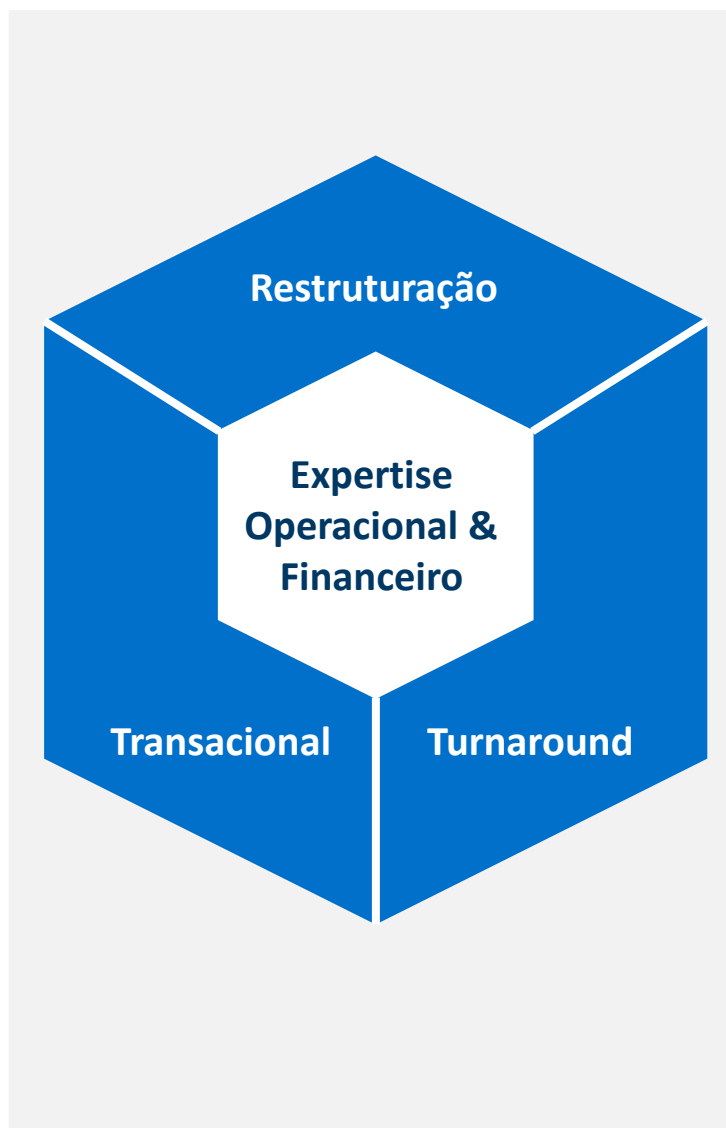 Restruturação
Expertise
Operacional &
Financeiro
Transacional
Turnaround